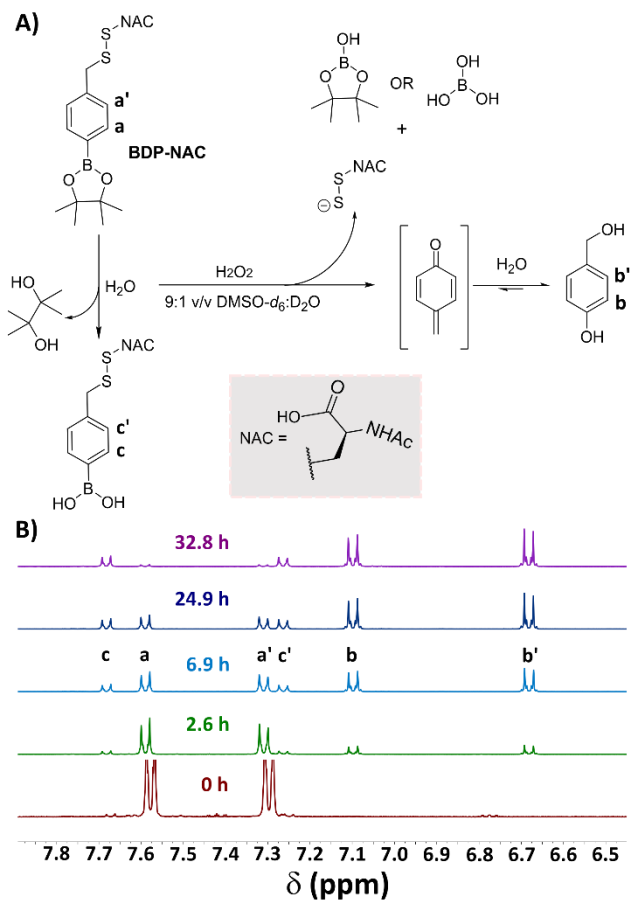 A)
NAC
S
S
a'
a
BDP-NAC
B
O O
OH
B
O O
OR
HO B OH
OH
+
NAC
S
S
⊖
HO
OH
H₂O
H₂O₂
9:1 v/v DMSO-d₆:D₂O
O
H₂O
OH
b'
b
OH
NAC
S
S
c'
c
B
HO OH
NAC =
O
HO
NHAc
B)
32.8 h
24.9 h
c a 6.9 h a' c' b b'
2.6 h
0 h
7.8 7.7 7.6 7.5 7.4 7.3 7.2 7.1 7.0 6.9 6.8 6.7 6.6 6.5
δ (ppm)